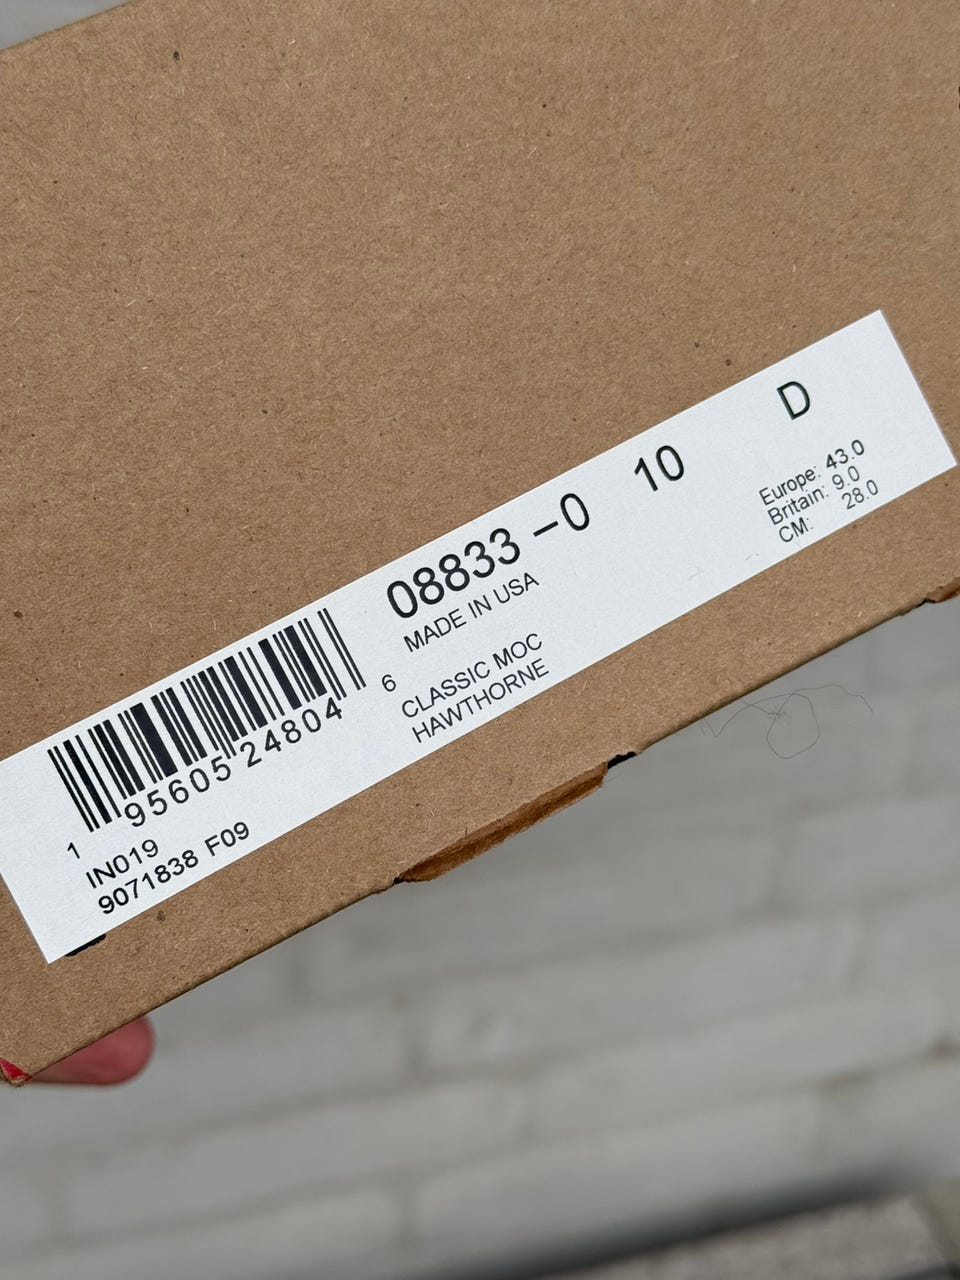 08833 – 0 10 D
MADE IN USA
CLASSIC MOC
HAWTHORNE
Europe: 43.0
Britain: 9.0
CM: 28.0
1 95605 24804 6
IN019
9071838 F09